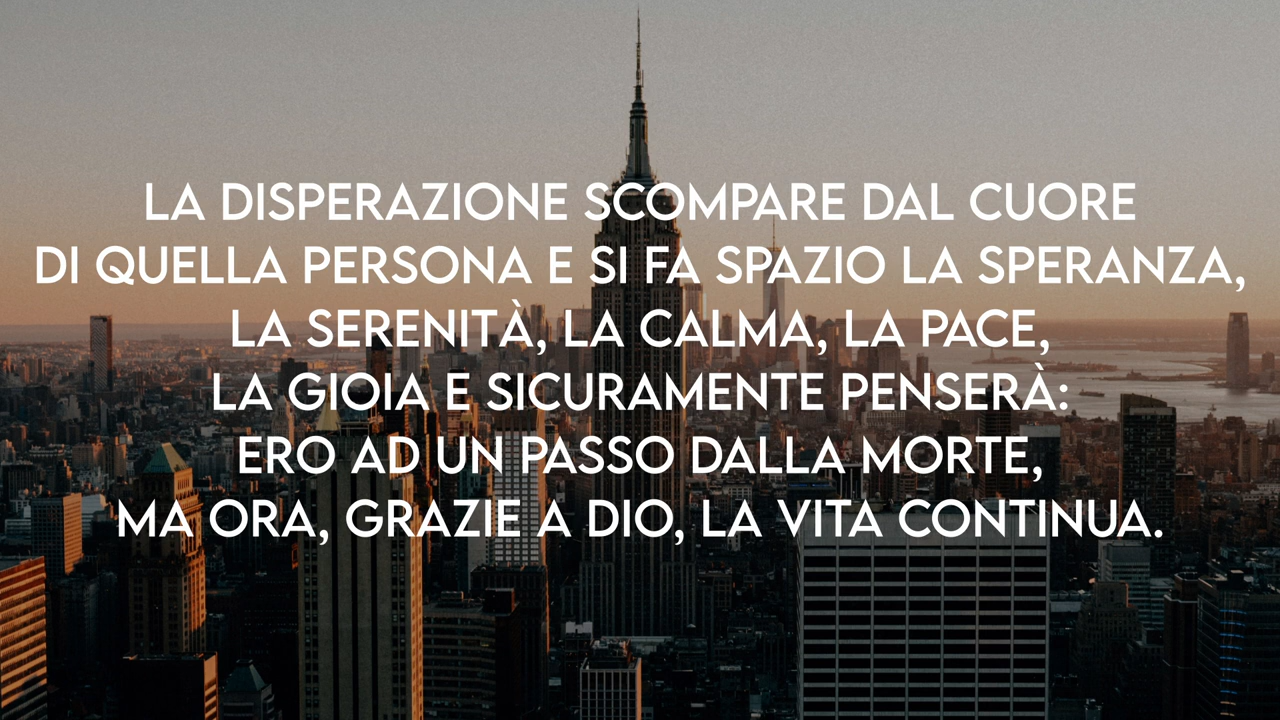 LA DISPERAZIONE SCOMPARE DAL CUORE
DI QUELLA PERSONA E SI FA SPAZIO LA SPERANZA,
LA SERENITÀ, LA CALMA, LA PACE,
LA GIOIA E SICURAMENTE PENSERÀ:
ERO AD UN PASSO DALLA MORTE,
MA ORA, GRAZIE A DIO, LA VITA CONTINUA.